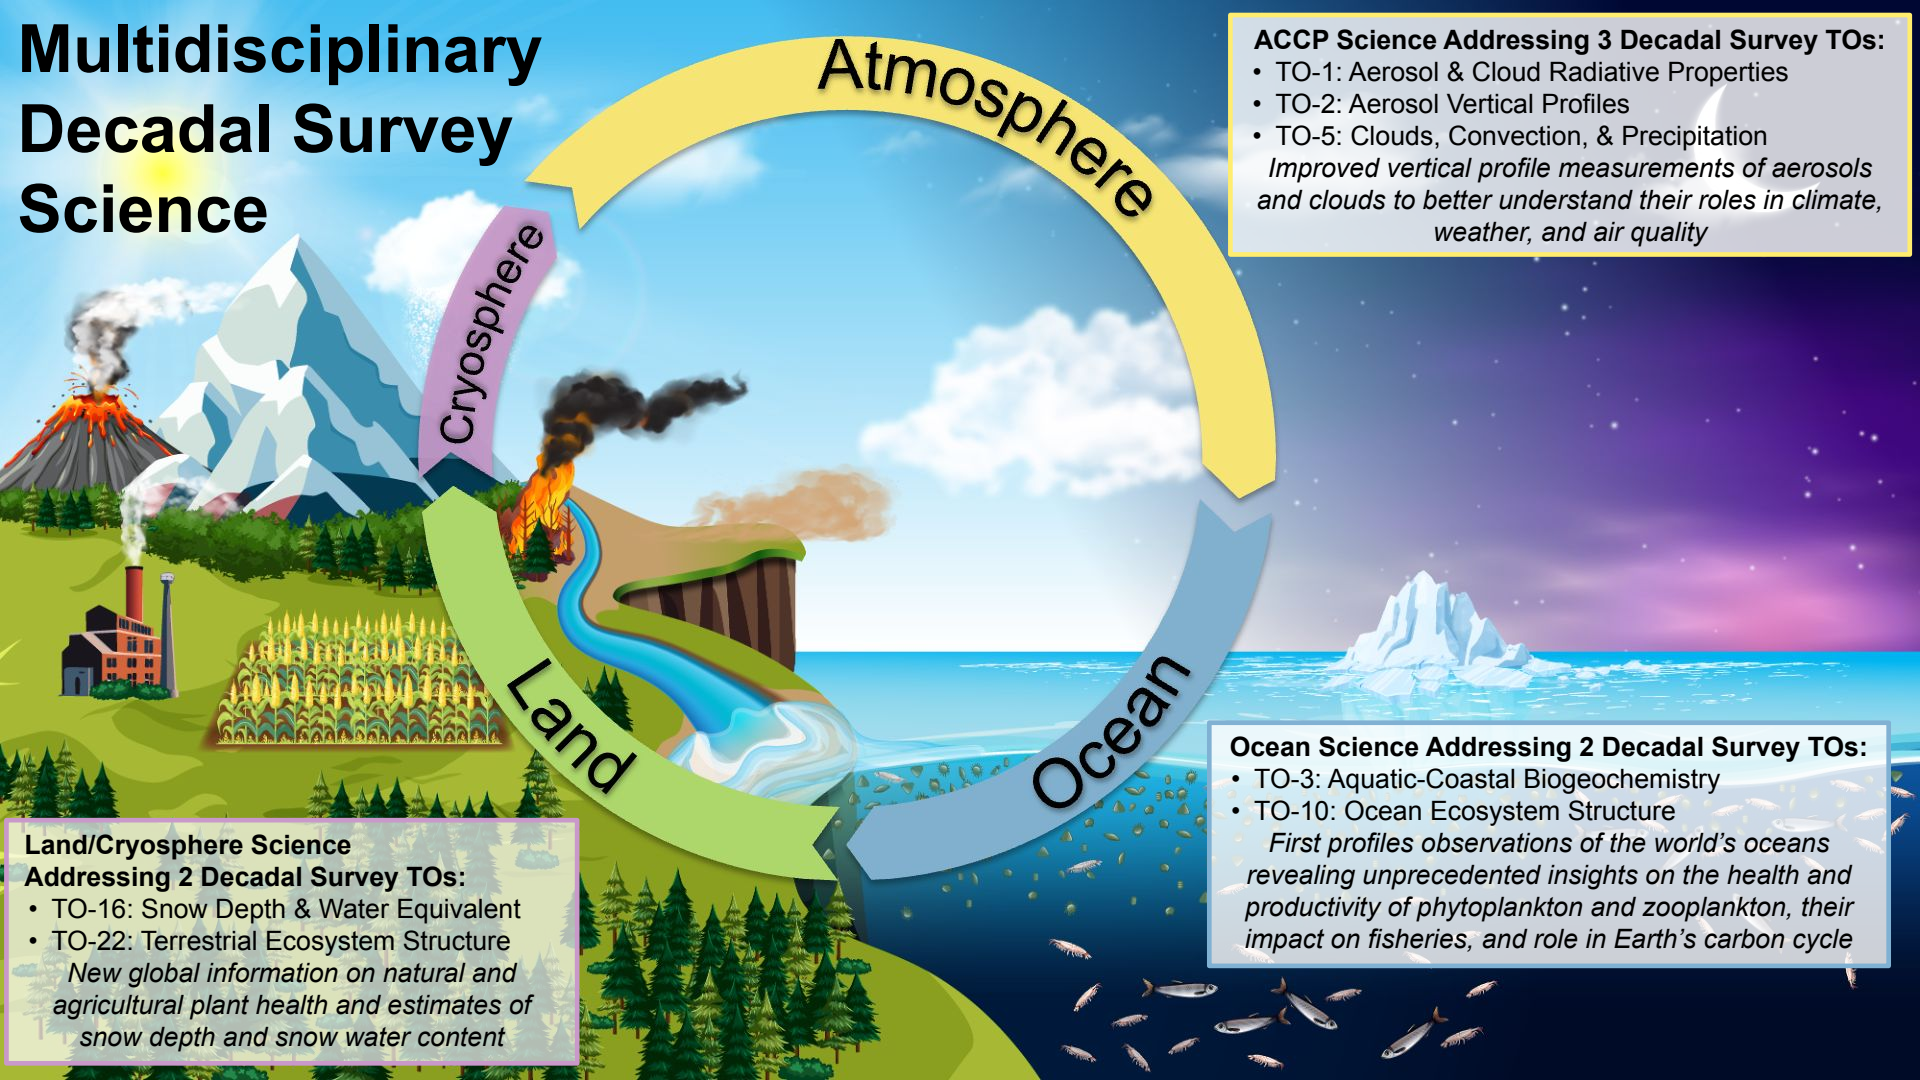 Multidisciplinary
Decadal Survey
Science
Atmosphere
Cryosphere
Land
Ocean
ACCP Science Addressing 3 Decadal Survey TOs:
• TO-1: Aerosol & Cloud Radiative Properties
• TO-2: Aerosol Vertical Profiles
• TO-5: Clouds, Convection, & Precipitation
Improved vertical profile measurements of aerosols
and clouds to better understand their roles in climate,
weather, and air quality
Ocean Science Addressing 2 Decadal Survey TOs:
• TO-3: Aquatic-Coastal Biogeochemistry
• TO-10: Ocean Ecosystem Structure
First profiles observations of the world’s oceans
revealing unprecedented insights on the health and
productivity of phytoplankton and zooplankton, their
impact on fisheries, and role in Earth’s carbon cycle
Land/Cryosphere Science
Addressing 2 Decadal Survey TOs:
• TO-16: Snow Depth & Water Equivalent
• TO-22: Terrestrial Ecosystem Structure
New global information on natural and
agricultural plant health and estimates of
snow depth and snow water content